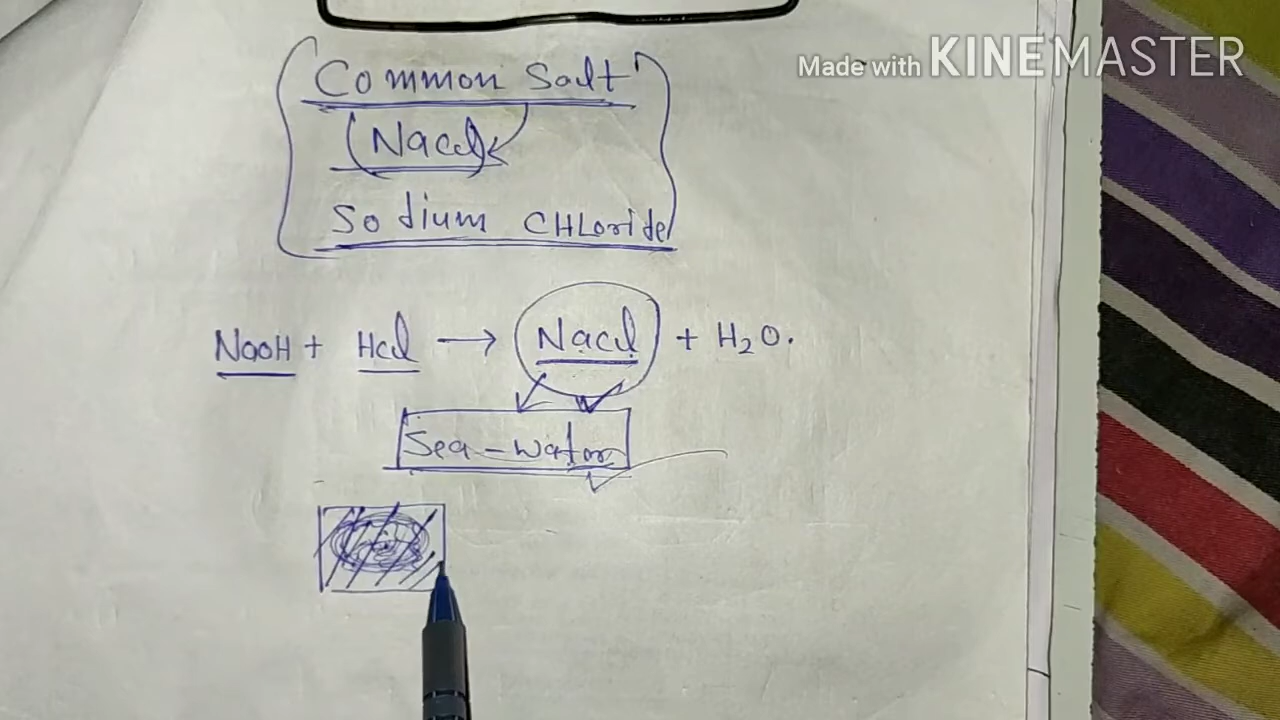 Made with KINEMASTER
Common Salt
(Nacl)
Sodium CHLoride
NaOH + Hcl → Nacl + H2O.
Sea-Water